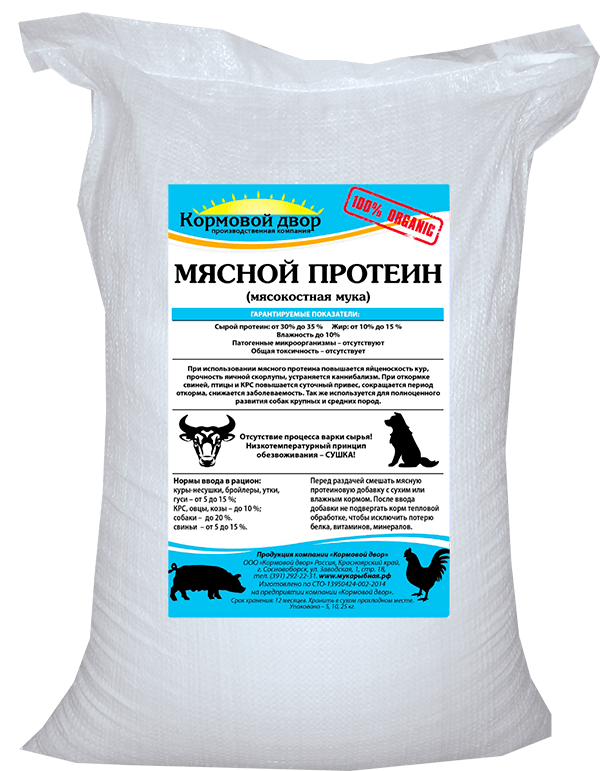 Кормовой двор
производственная компания
100% ORGANIC
МЯСНОЙ ПРОТЕИН
(мясокостная мука)
ГАРАНТИРУЕМЫЕ ПОКАЗАТЕЛИ:
Сырой протеин: от 30% до 35 % Жир: от 10% до 15 %
Влажность до 10%
Патогенные микроорганизмы – отсутствуют
Общая токсичность – отсутствует
При использовании мясного протеина повышается яйценоскость кур,
прочность яичной скорлупы, устраняется каннибализм. При откормке
свиней, птицы и КРС повышается суточный привес, сокращается период
откорма, снижается заболеваемость. Так же используется для полноценного
развития собак крупных и средних пород.
Отсутствие процесса варки сырья!
Низкотемпературный принцип
обезвоживания – СУШКА!
Нормы ввода в рацион:
куры-несушки, бройлеры, утки,
гуси – от 5 до 15 %;
КРС, овцы, козы – до 10 %;
собаки – до 20 %.
свиньи – от 5 до 15 %.
Перед раздачей смешать мясную
протеиновую добавку с сухим или
влажным кормом. После ввода
добавки не подвергать корм тепловой
обработке, чтобы исключить потерю
белка, витаминов, минералов.
Продукция компании «Кормовой двор»
ООО «Кормовой двор» Россия, Красноярский край,
г. Сосновоборск, ул. Заводская, 1, стр. 18,
тел. (391) 292-22-31. www.мукарыбная.рф
Изготовлено по СТО-13950424-002-2014
на предприятии компании «Кормовой двор».
Срок хранения: 12 месяцев. Хранить в сухом прохладном месте.
Упаковано – 5, 10, 25 кг.